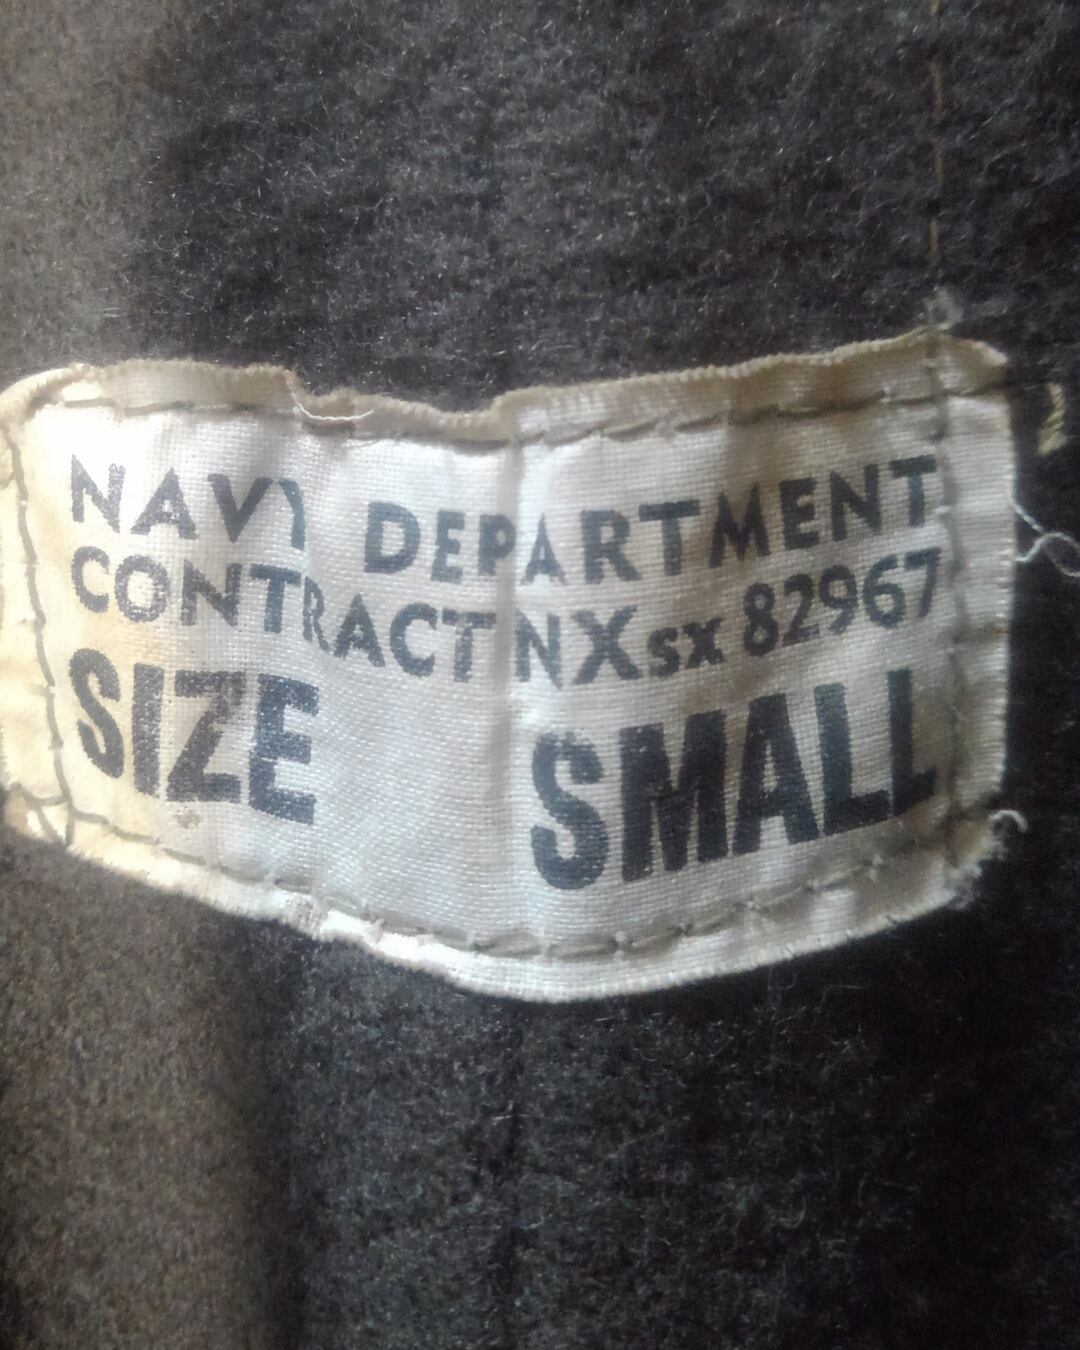 NAVY DEPARTMENT
CONTRACT NXsx 82967
SIZE SMALL